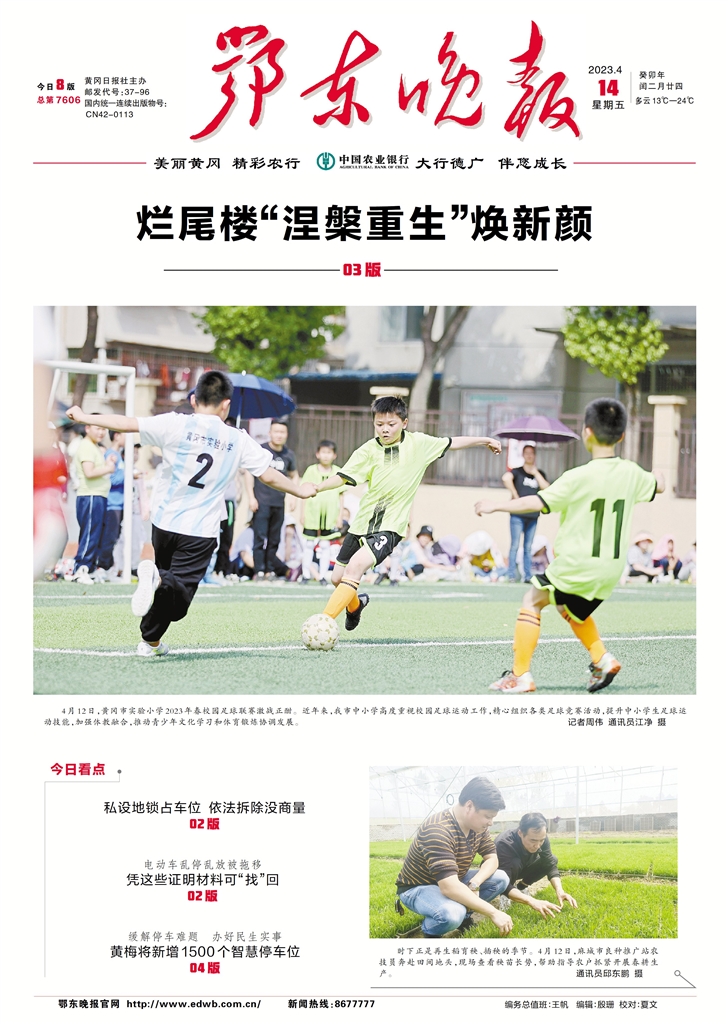 鄂东晚报
今日8版
总第7606
黄冈日报社主办
邮发代号:37-96
国内统一连续出版物号:
CN42-0113
2023.4
14
星期五
癸卯年
闰二月廿四
多云13℃—24℃
美丽黄冈 精彩农行 中国农业银行 大行德广 伴您成长
AGRICULTURAL BANK OF CHINA
烂尾楼“涅槃重生”焕新颜
03版
黄冈市实验小学
2
3
11
4月12日,黄冈市实验小学2023年春校园足球联赛激战正酣。近年来,我市中小学高度重视校园足球运动工作,精心组织各类足球竞赛活动,提升中小学生足球运
动技能,加强体教融合,推动青少年文化学习和体育锻炼协调发展。 记者周伟 通讯员江净 摄
今日看点
私设地锁占车位 依法拆除没商量
02版
电动车乱停乱放被拖移
凭这些证明材料可“找”回
02版
缓解停车难题 办好民生实事
黄梅将新增1500个智慧停车位
04版
时下正是再生稻育秧、插秧的季节。4月12日,麻城市良种推广站农
技员奔赴田间地头,现场查看秧苗长势,帮助指导农户抓紧开展春耕生
产。 通讯员邱东鹏 摄
鄂东晚报官网 http://www.edwb.com.cn/ 新闻热线:8677777 编务总值班:王帆 编辑:殷珊 校对:夏文